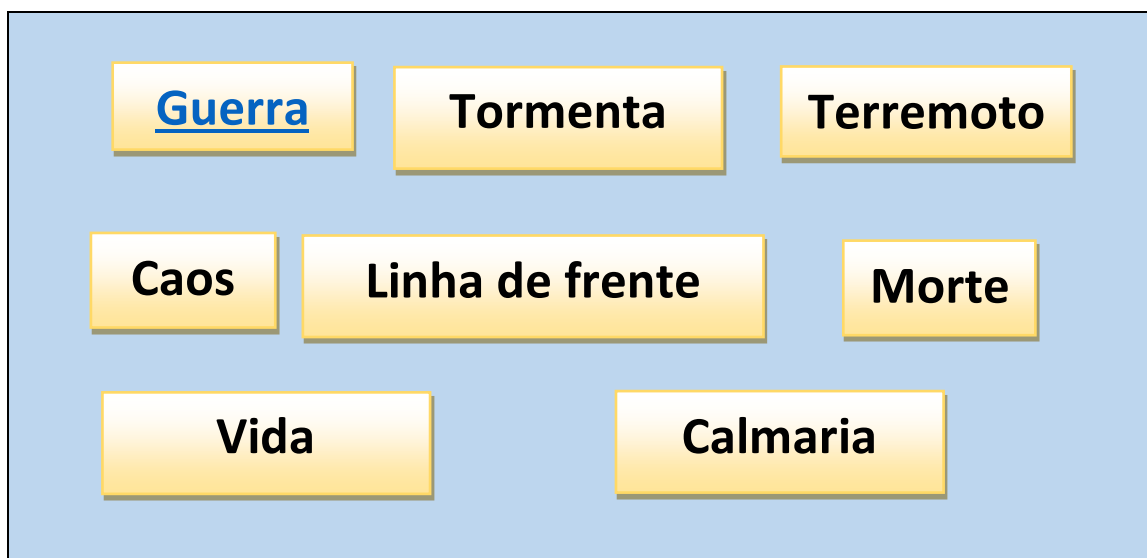 Guerra
Tormenta
Terremoto
Caos
Linha de frente
Morte
Vida
Calmaria